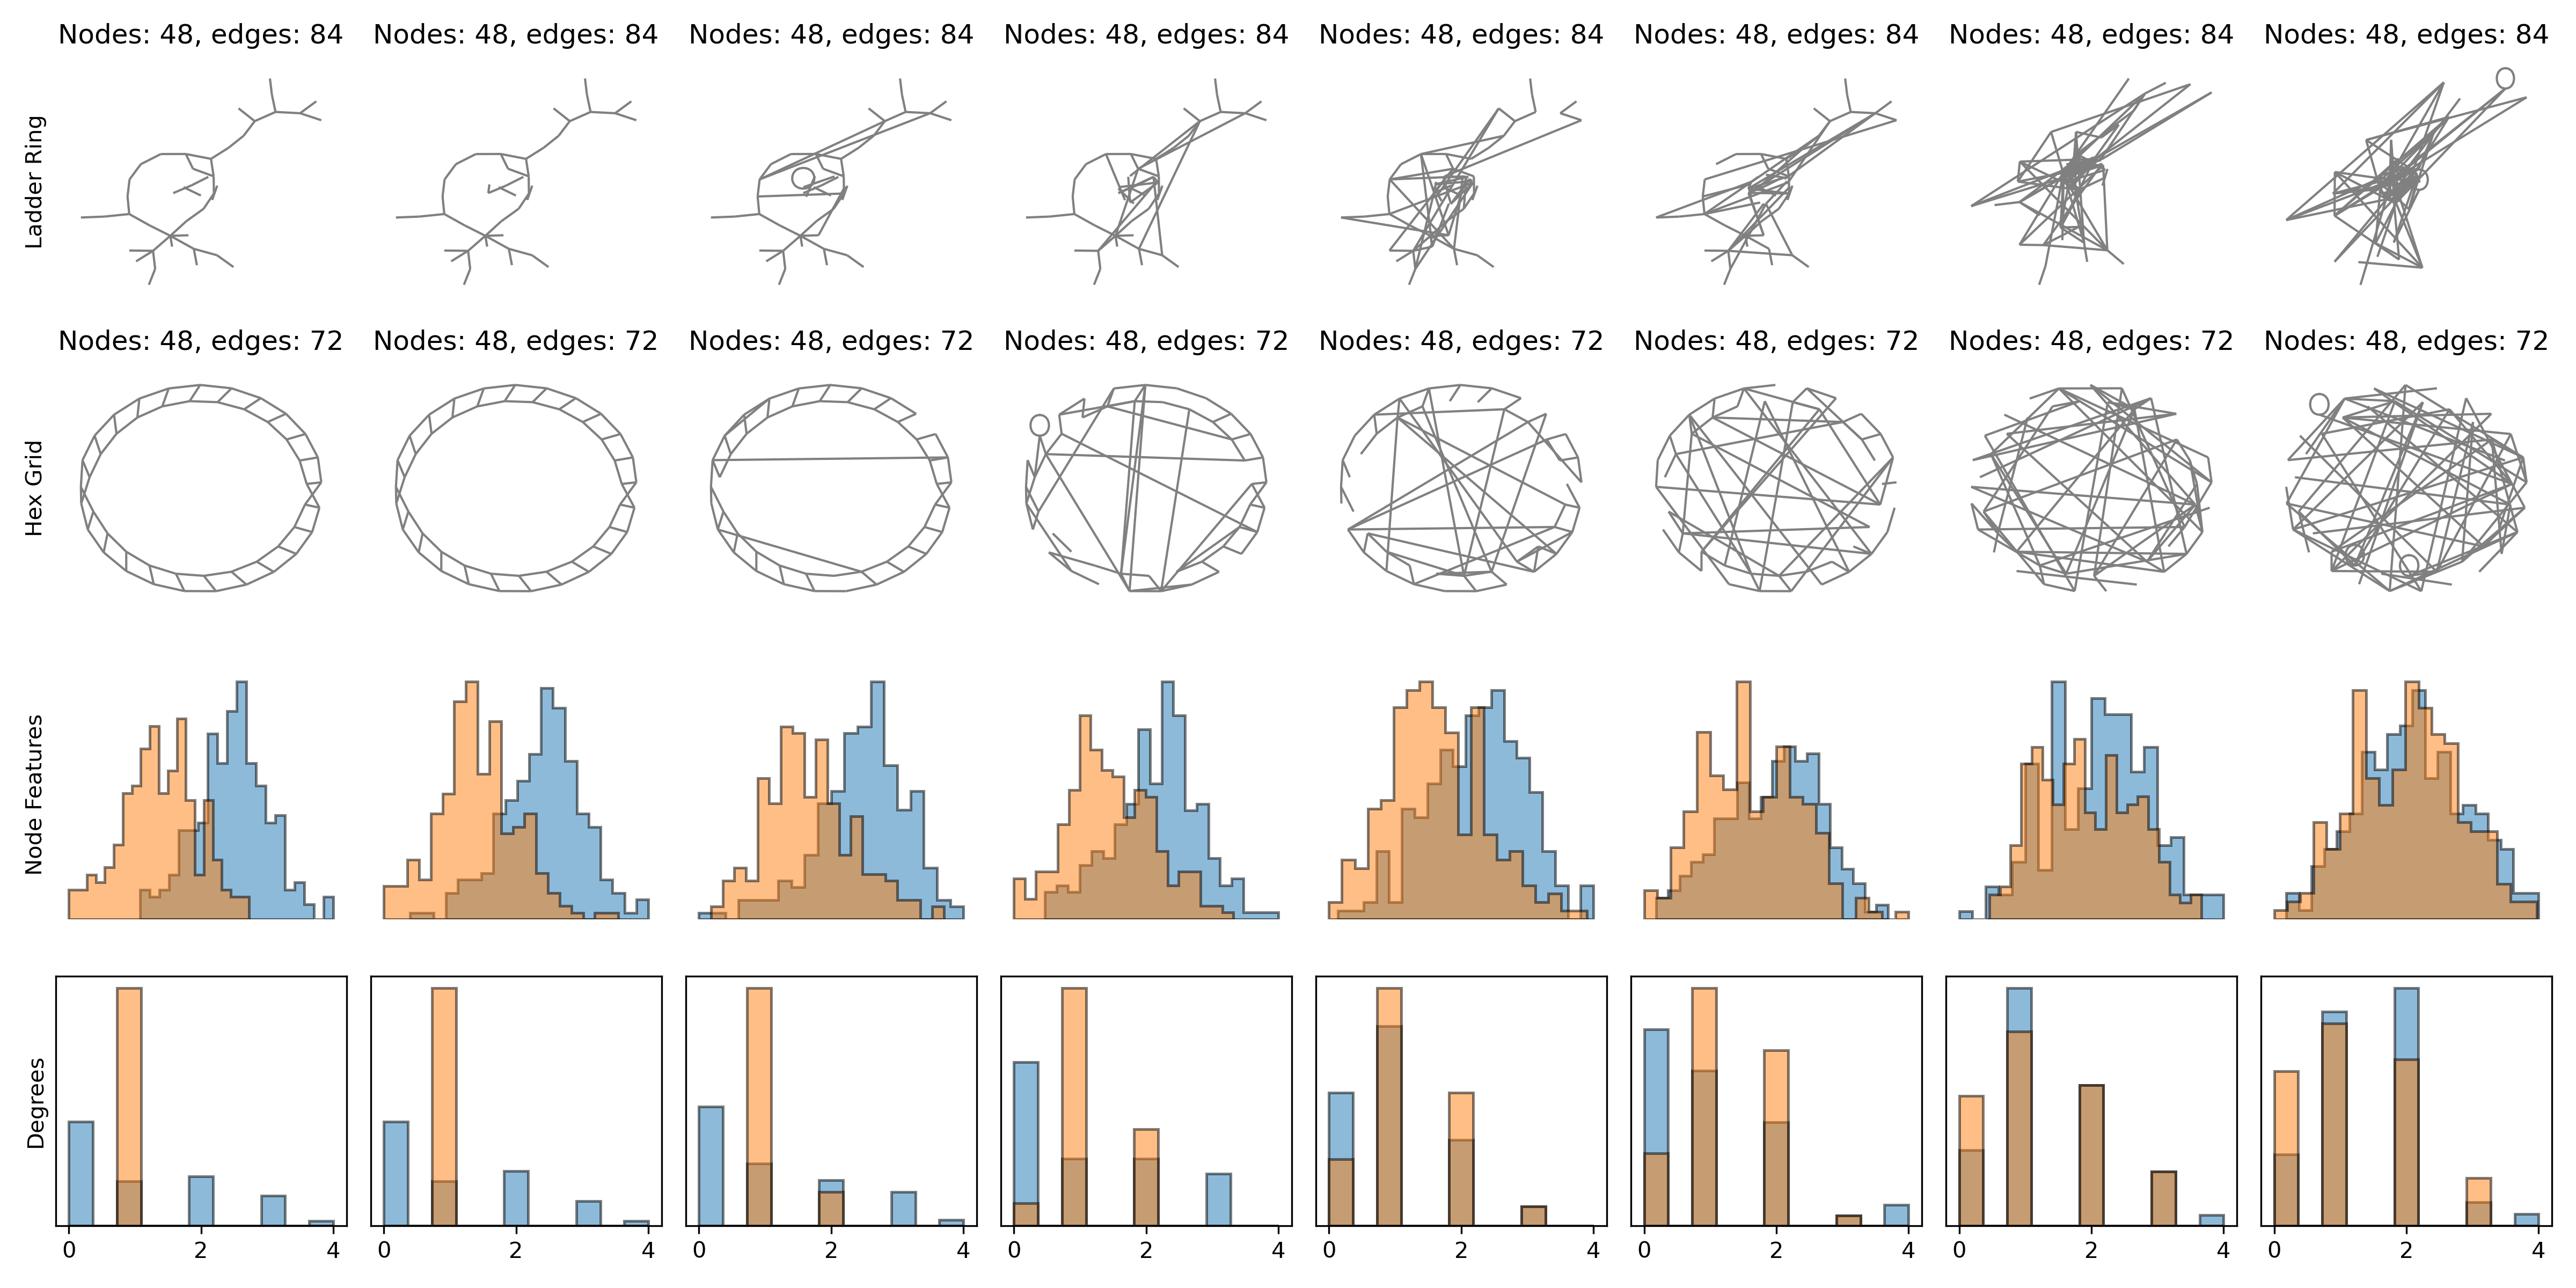 Nodes: 48, edges: 84 Nodes: 48, edges: 84 Nodes: 48, edges: 84 Nodes: 48, edges: 84 Nodes: 48, edges: 84 Nodes: 48, edges: 84 Nodes: 48, edges: 84 Nodes: 48, edges: 84
Ladder Ring
Nodes: 48, edges: 72 Nodes: 48, edges: 72 Nodes: 48, edges: 72 Nodes: 48, edges: 72 Nodes: 48, edges: 72 Nodes: 48, edges: 72 Nodes: 48, edges: 72 Nodes: 48, edges: 72
Hex Grid
Node Features
Degrees
0 2 4 0 2 4 0 2 4 0 2 4 0 2 4 0 2 4 0 2 4 0 2 4